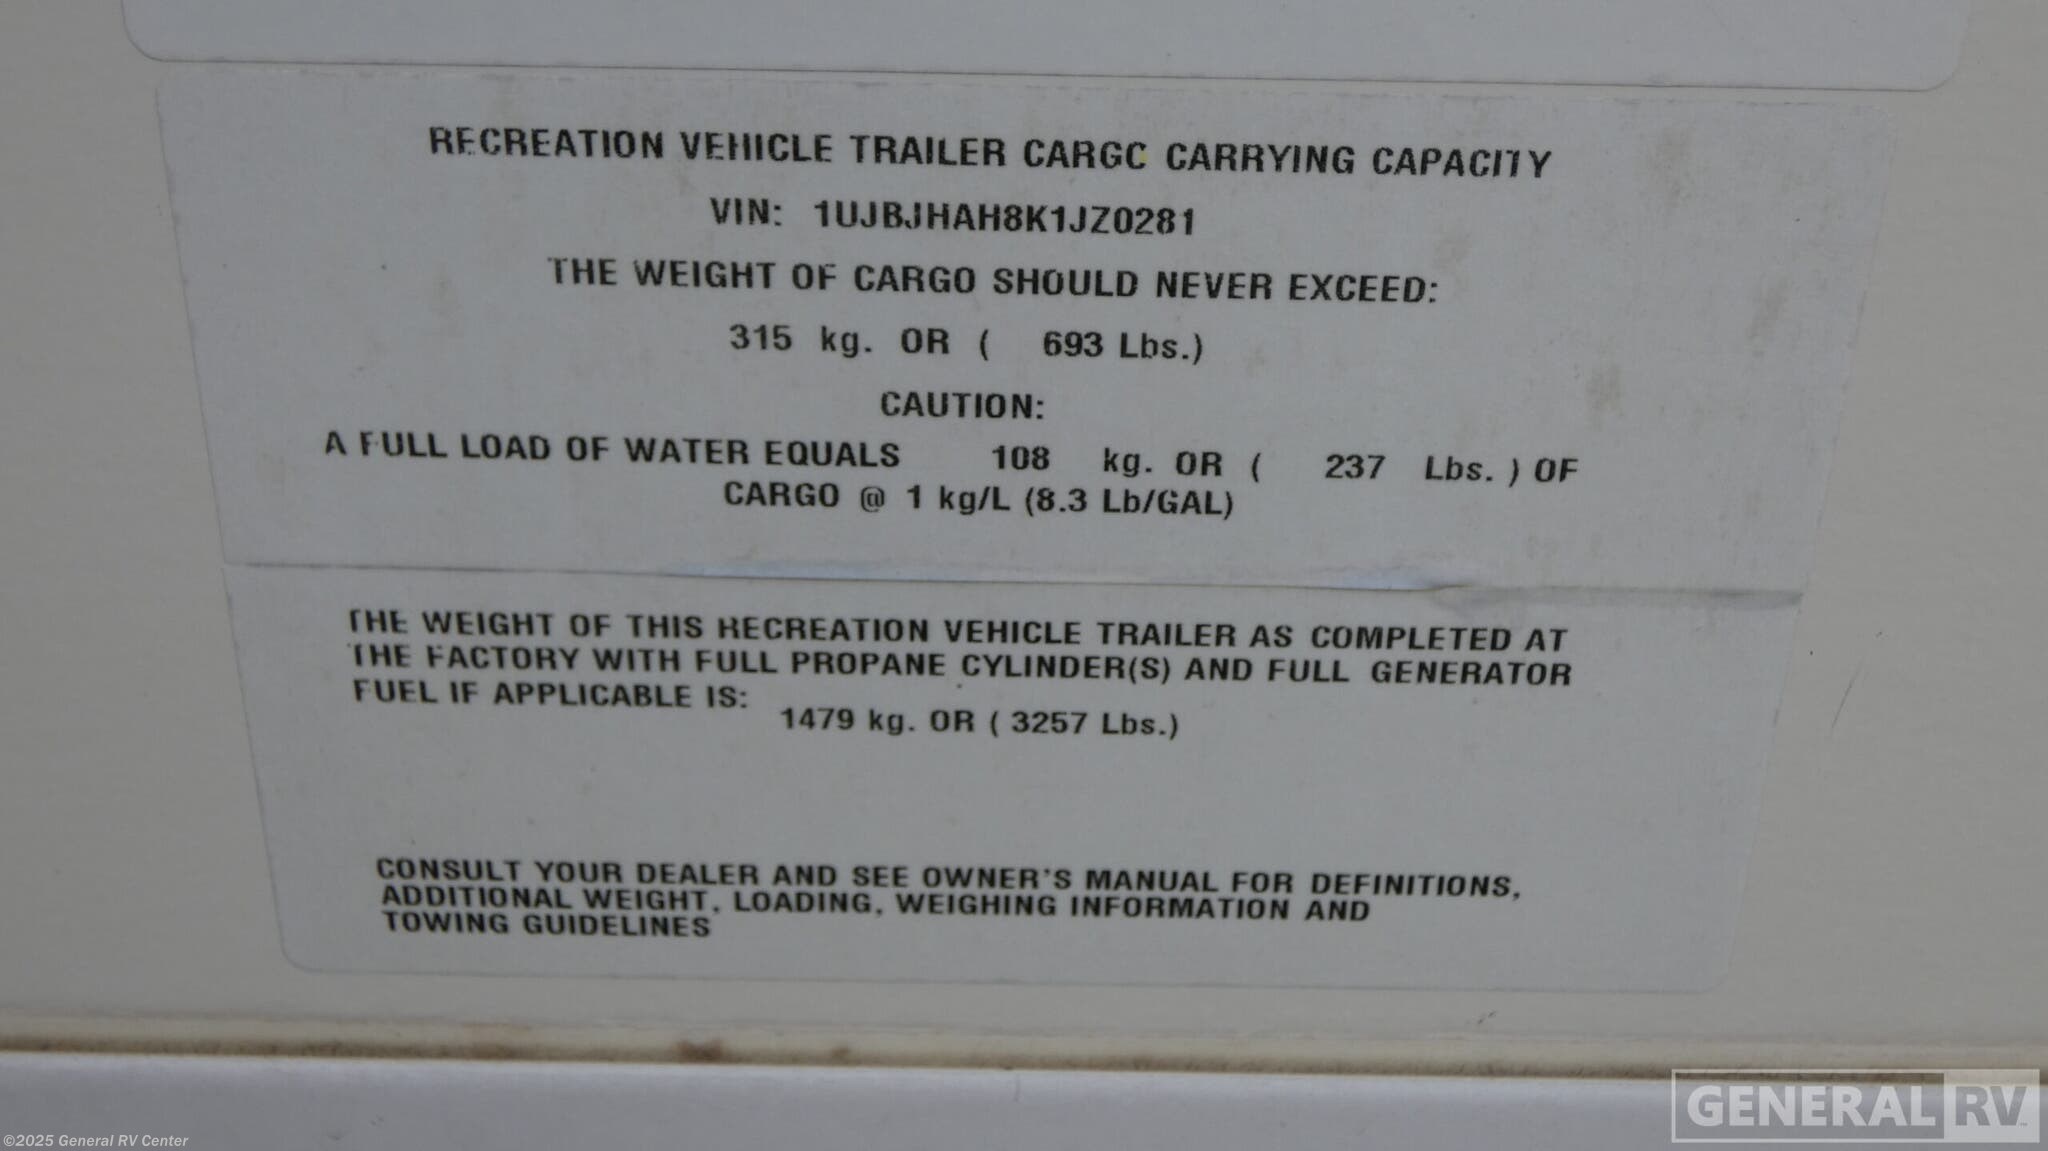 RECREATION VEHICLE TRAILER CARGO CARRYING CAPACITY
VIN: 1UJBJHAH8K1JZ0281
THE WEIGHT OF CARGO SHOULD NEVER EXCEED:
315 kg. OR ( 693 Lbs.)
CAUTION:
A FULL LOAD OF WATER EQUALS 108 kg. OR ( 237 Lbs. ) OF
CARGO @ 1 kg/L (8.3 Lb/GAL)
THE WEIGHT OF THIS RECREATION VEHICLE TRAILER AS COMPLETED AT
THE FACTORY WITH FULL PROPANE CYLINDER(S) AND FULL GENERATOR
FUEL IF APPLICABLE IS:
1479 kg. OR ( 3257 Lbs.)
CONSULT YOUR DEALER AND SEE OWNER'S MANUAL FOR DEFINITIONS,
ADDITIONAL WEIGHT, LOADING, WEIGHING INFORMATION AND
TOWING GUIDELINES
GENERAL RV
©2025 General RV Center